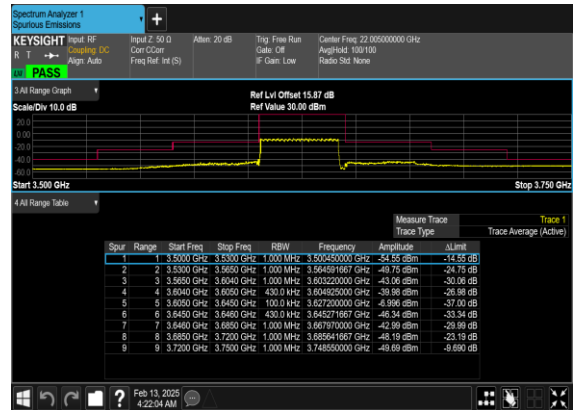 Spectrum Analyzer 1
Spurious Emissions
+
KEYSIGHT Input: RF Input Z: 50 Ω Atten: 20 dB Trig: Free Run Center Freq: 22.005000000 GHz
R T Coupling: DC Corr CCorr Gate: Off Avg|Hold: 100/100
Align: Auto Freq Ref: Int (S) IF Gain: Low Radio Std: None
PASS
3 All Range Graph
Ref Lvl Offset 15.87 dB
Scale/Div 10.0 dB Ref Value 30.00 dBm
20.0
0.00
-20.0
-40.0
-60.0
Start 3.500 GHz Stop 3.750 GHz
4 All Range Table
Measure Trace Trace 1
Trace Type Trace Average (Active)
Spur Range Start Freq Stop Freq RBW Frequency Amplitude ΔLimit
1 1 3.5000 GHz 3.5300 GHz 1.000 MHz 3.500450000 GHz -54.55 dBm -14.55 dB
2 2 3.5300 GHz 3.5650 GHz 1.000 MHz 3.564591667 GHz -49.75 dBm -24.75 dB
3 3 3.5650 GHz 3.6040 GHz 1.000 MHz 3.603220000 GHz -43.06 dBm -30.06 dB
4 4 3.6040 GHz 3.6050 GHz 430.0 kHz 3.604925000 GHz -39.98 dBm -26.98 dB
5 5 3.6050 GHz 3.6450 GHz 100.0 kHz 3.627200000 GHz -6.996 dBm -37.00 dB
6 6 3.6450 GHz 3.6460 GHz 430.0 kHz 3.645271667 GHz -46.34 dBm -33.34 dB
7 7 3.6460 GHz 3.6850 GHz 1.000 MHz 3.667970000 GHz -42.99 dBm -29.99 dB
8 8 3.6850 GHz 3.7200 GHz 1.000 MHz 3.685641667 GHz -48.19 dBm -23.19 dB
9 9 3.7200 GHz 3.7500 GHz 1.000 MHz 3.748550000 GHz -49.69 dBm -9.690 dB
? Feb 13, 2025
4:22:04 AM